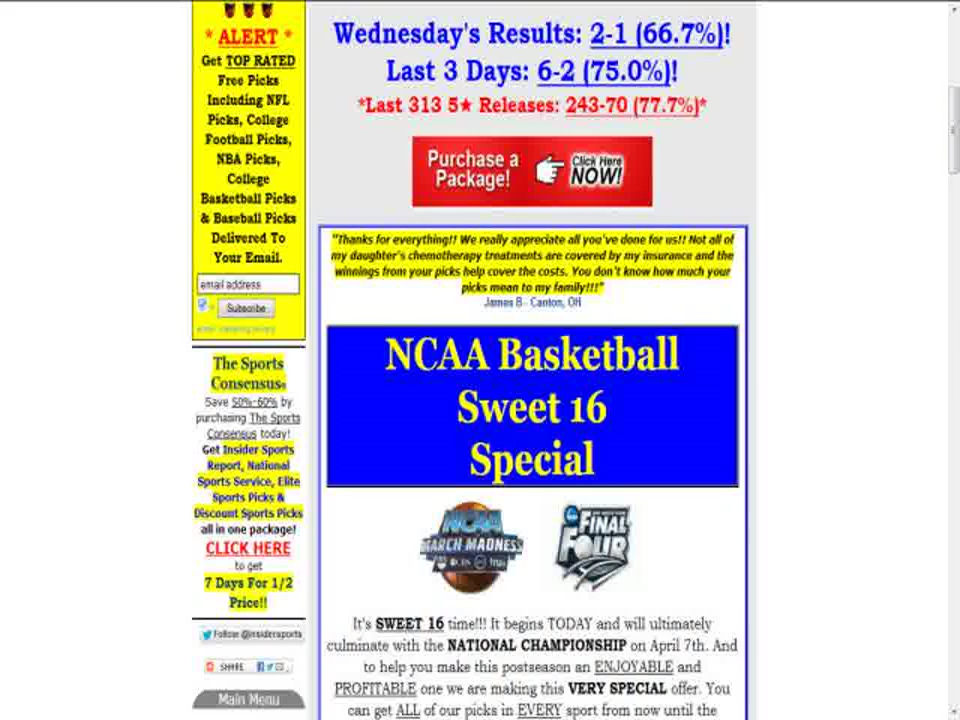 * ALERT *
Get TOP RATED
Free Picks
Including NFL
Picks, College
Football Picks,
NBA Picks,
College
Basketball Picks
& Baseball Picks
Delivered To
Your Email.
email address
Subscribe
The Sports
Consensus®
Save 50%-60% by
purchasing The Sports
Consensus today!
Get Insider Sports
Report, National
Sports Service, Elite
Sports Picks &
Discount Sports Picks
all in one package!
CLICK HERE
to get
7 Days For 1/2
Price!!
Follow @insidersports
SHARE
Main Menu
Wednesday's Results: 2-1 (66.7%)!
Last 3 Days: 6-2 (75.0%)!
*Last 313 5★ Releases: 243-70 (77.7%)*
Purchase a
Package!
Click Here
NOW!
"Thanks for everything!! We really appreciate all you've done for us!! Not all of
my daughter's chemotherapy treatments are covered by my insurance and the
winnings from your picks help cover the costs. You don't know how much your
picks mean to my family!!!"
James B - Canton, OH
NCAA Basketball
Sweet 16
Special
NCAA
MARCH MADNESS
FINAL
FOUR
It's SWEET 16 time!!! It begins TODAY and will ultimately
culminate with the NATIONAL CHAMPIONSHIP on April 7th. And
to help you make this postseason an ENJOYABLE and
PROFITABLE one we are making this VERY SPECIAL offer. You
can get ALL of our picks in EVERY sport from now until the